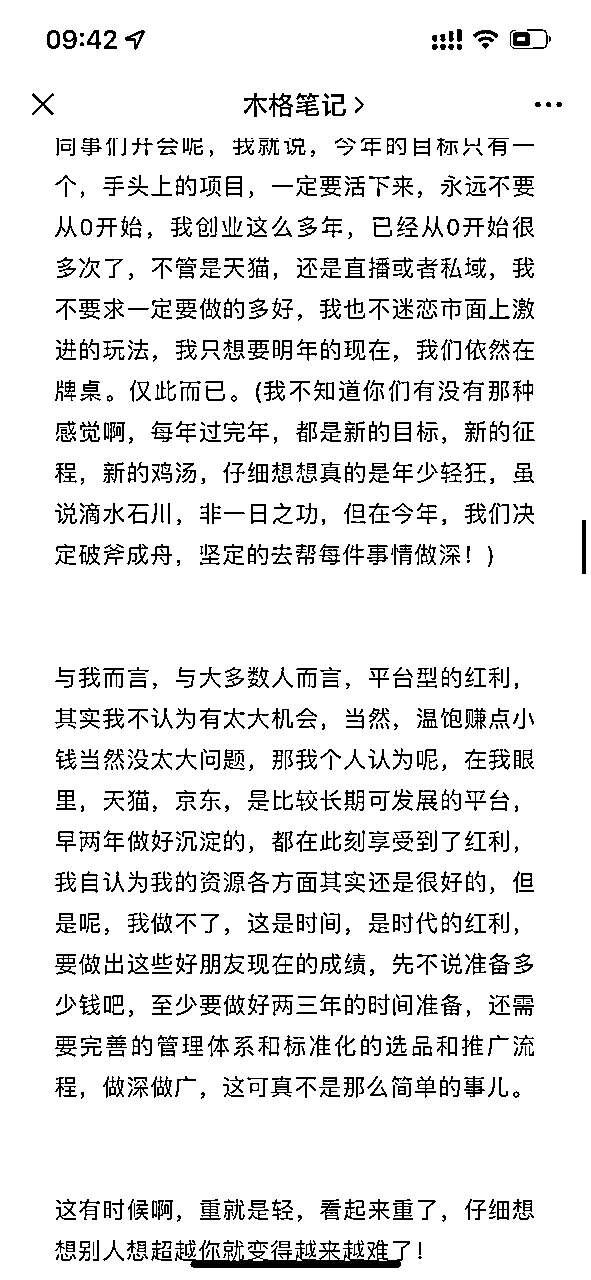 09:42
木格笔记
同事们开会呢，我就说，今年的目标只有一
个，手头上的项目，一定要活下来，永远不要
从0开始，我创业这么多年，已经从0开始很
多次了，不管是天猫，还是直播或者私域，我
不要求一定要做的多好，我也不迷恋市面上激
进的玩法，我只想要明年的现在，我们依然在
牌桌。仅此而已。(我不知道你们有没有那种
感觉啊，每年过完年，都是新的目标，新的征
程，新的鸡汤，仔细想想真的是年少轻狂，虽
说滴水石川，非一日之功，但在今年，我们决
定破斧成舟，坚定的去帮每件事情做深！)
与我而言，与大多数人而言，平台型的红利，
其实我不认为有太大机会，当然，温饱赚点小
钱当然没太大问题，那我个人认为呢，在我眼
里，天猫，京东，是比较长期可发展的平台，
早两年做好沉淀的，都在此刻享受到了红利，
我自认为我的资源各方面其实还是很好的，但
是呢，我做不了，这是时间，是时代的红利，
要做出这些好朋友现在的成绩，先不说准备多
少钱吧，至少要做好两三年的时间准备，还需
要完善的管理体系和标准化的选品和推广流
程，做深做广，这可真不是那么简单的事儿。
这有时候啊，重就是轻，看起来重了，仔细想
想别人想超越你就变得越来越难了！